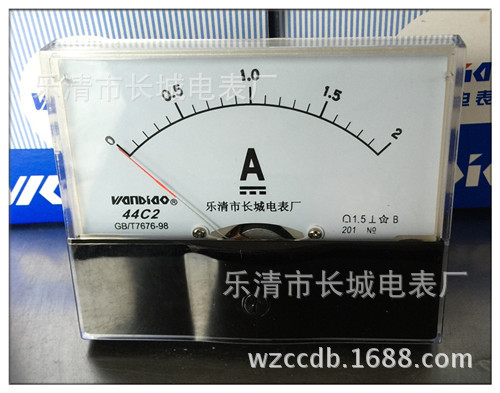 乐清市长城电表厂
0 0.5 1.0 1.5 2
A
Wanbiao®
44C2
GB/T7676-98
乐清市长城电表厂
1.5 ⊥ ☆ B
201 №
电表
乐清市长城电表厂
wzccdb.1688.com